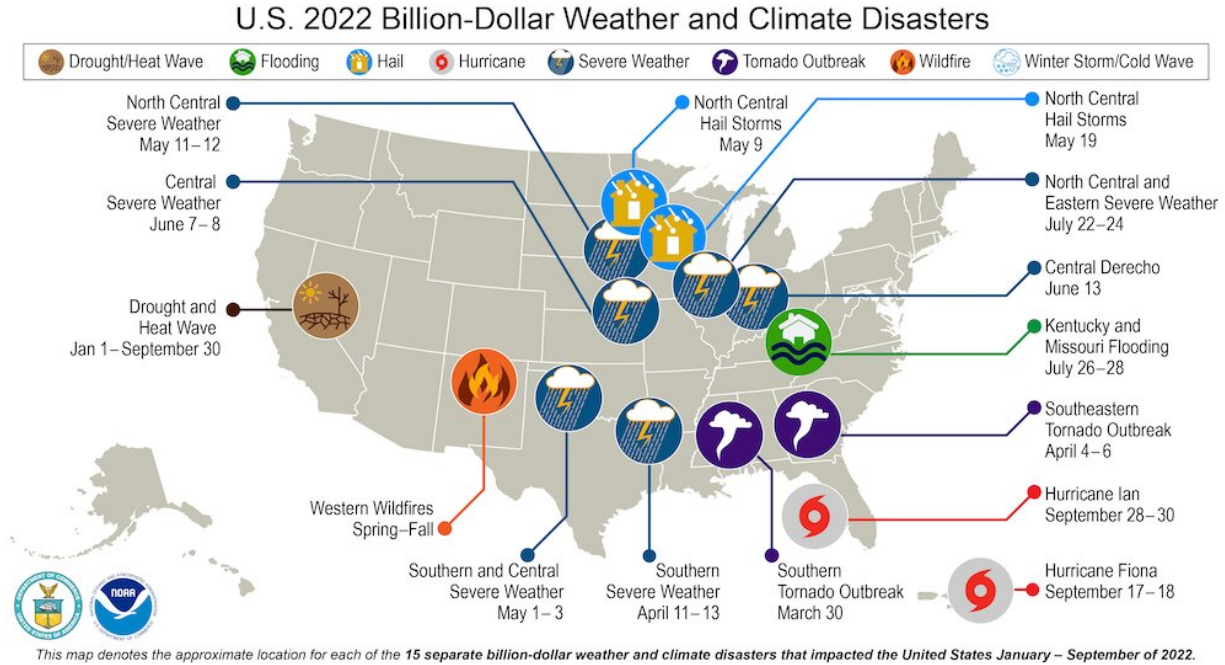 U.S. 2022 Billion-Dollar Weather and Climate Disasters
Drought/Heat Wave Flooding Hail Hurricane Severe Weather Tornado Outbreak Wildfire Winter Storm/Cold Wave
North Central
Severe Weather
May 11–12
North Central
Hail Storms
May 9
North Central
Hail Storms
May 19
Central
Severe Weather
June 7–8
North Central and
Eastern Severe Weather
July 22–24
Central Derecho
June 13
Drought and
Heat Wave
Jan 1–September 30
Kentucky and
Missouri Flooding
July 26–28
Southeastern
Tornado Outbreak
April 4–6
Western Wildfires
Spring–Fall
Hurricane Ian
September 28–30
Southern and Central
Severe Weather
May 1–3
Southern
Severe Weather
April 11–13
Southern
Tornado Outbreak
March 30
Hurricane Fiona
September 17–18
DEPARTMENT OF COMMERCE
UNITED STATES OF AMERICA
NOAA
This map denotes the approximate location for each of the 15 separate billion-dollar weather and climate disasters that impacted the United States January – September of 2022.